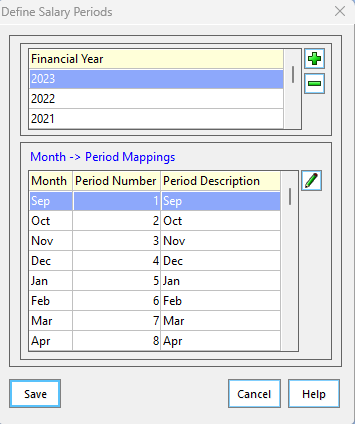 Define Salary Periods
Financial Year
2023
2022
2021
Month -> Period Mappings
Month Period Number Period Description
Sep 1 Sep
Oct 2 Oct
Nov 3 Nov
Dec 4 Dec
Jan 5 Jan
Feb 6 Feb
Mar 7 Mar
Apr 8 Apr
Save Cancel Help